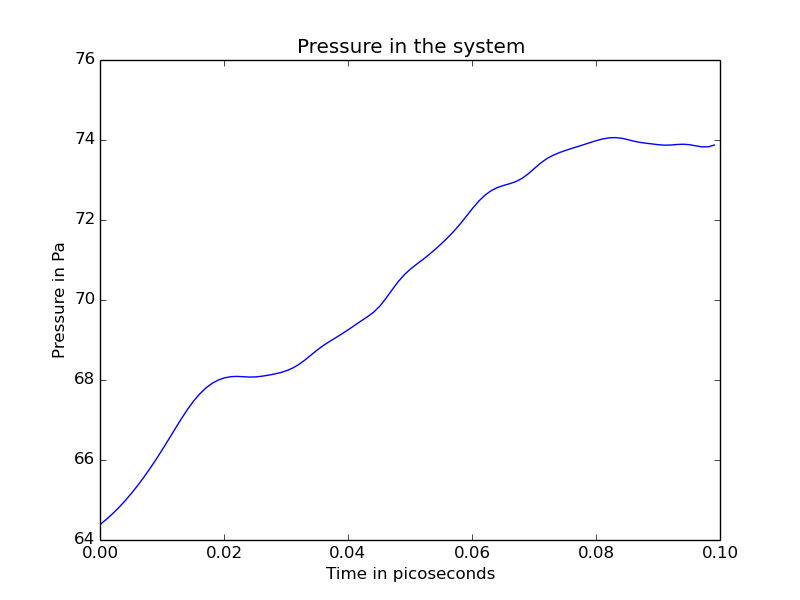 Pressure in the system
76
74
72
70
68
66
64
Pressure in Pa
0.00 0.02 0.04 0.06 0.08 0.10
Time in picoseconds